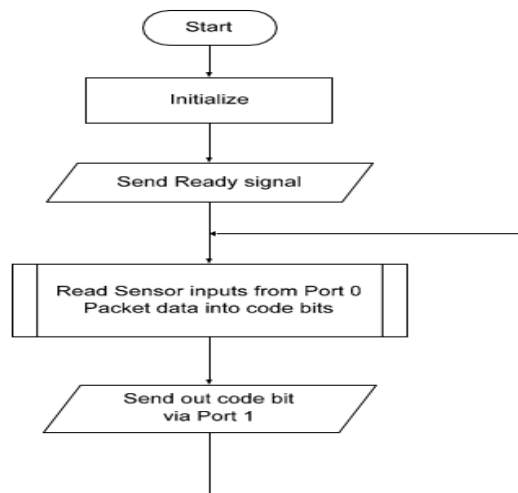 Start
Initialize
Send Ready signal
Read Sensor inputs from Port 0
Packet data into code bits
Send out code bit
via Port 1